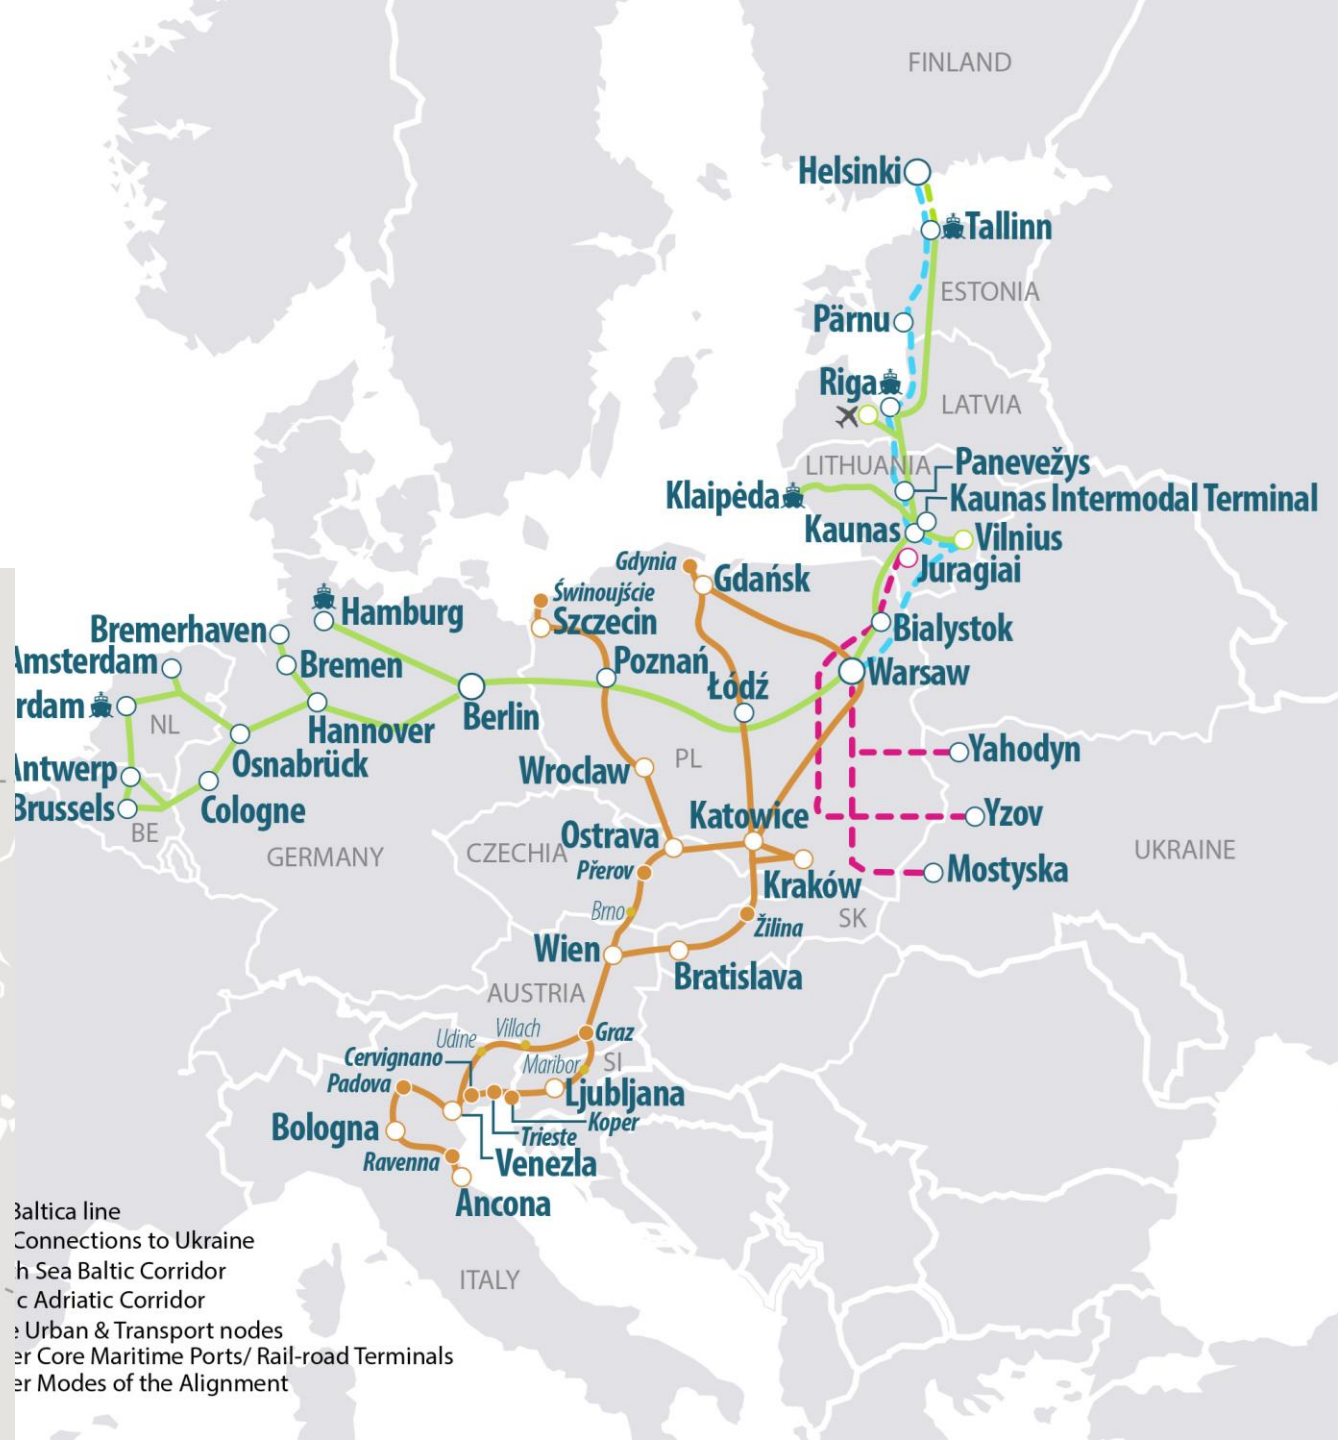 FINLAND
Helsinki
Tallinn
ESTONIA
Pärnu
Riga
LATVIA
LITHUANIA
Panevežys
Klaipėda
Kaunas Intermodal Terminal
Kaunas
Vilnius
Juragiai
Gdynia
Gdańsk
Świnoujście
Szczecin
Hamburg
Bremerhaven
Bialystok
Amsterdam
Bremen
Poznań
Warsaw
Łódź
rdam
NL
Hannover
Berlin
Osnabrück
Yahodyn
Antwerp
Wroclaw
PL
Brussels
Cologne
Katowice
Yzov
BE
Ostrava
GERMANY
CZECHIA
UKRAINE
Přerov
Kraków
Mostyska
Brno
Žilina
SK
Wien
Bratislava
AUSTRIA
Udine
Villach
Graz
Cervignano
Maribor
SI
Padova
Ljubljana
Koper
Bologna
Trieste
Ravenna
Venezla
Ancona
Baltica line
Connections to Ukraine
h Sea Baltic Corridor
ITALY
c Adriatic Corridor
e Urban & Transport nodes
er Core Maritime Ports/ Rail-road Terminals
er Modes of the Alignment